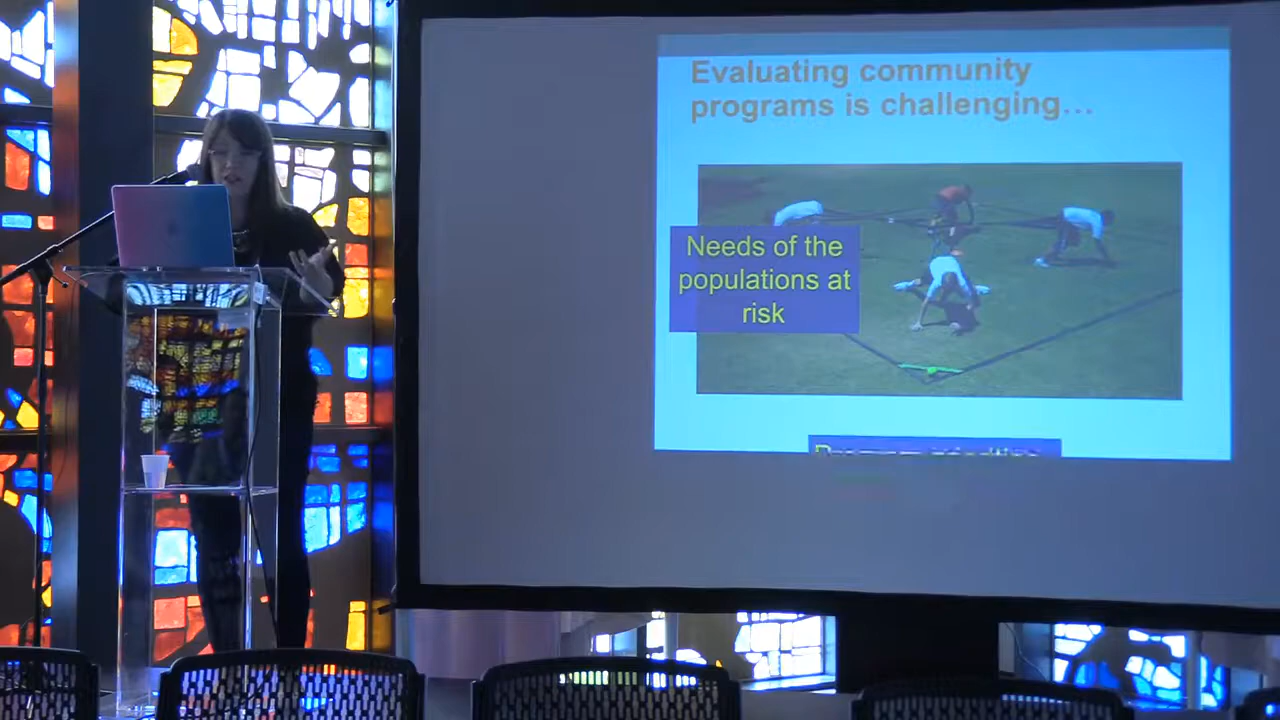 Evaluating community
programs is challenging…
Needs of the
populations at
risk